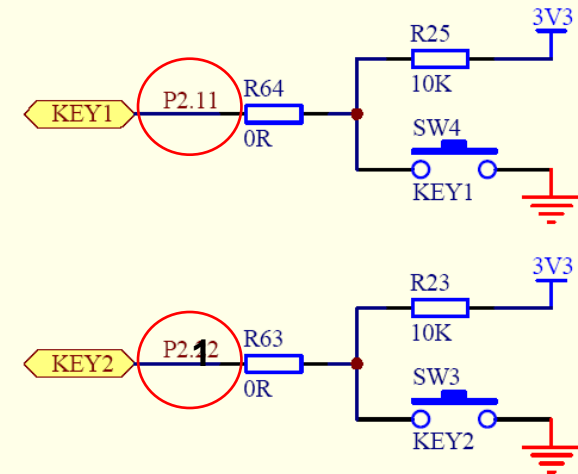 3V3
R25
10K
KEY1
P2.11
R64
0R
SW4
KEY1
3V3
R23
10K
KEY2
P2.12
R63
0R
SW3
KEY2